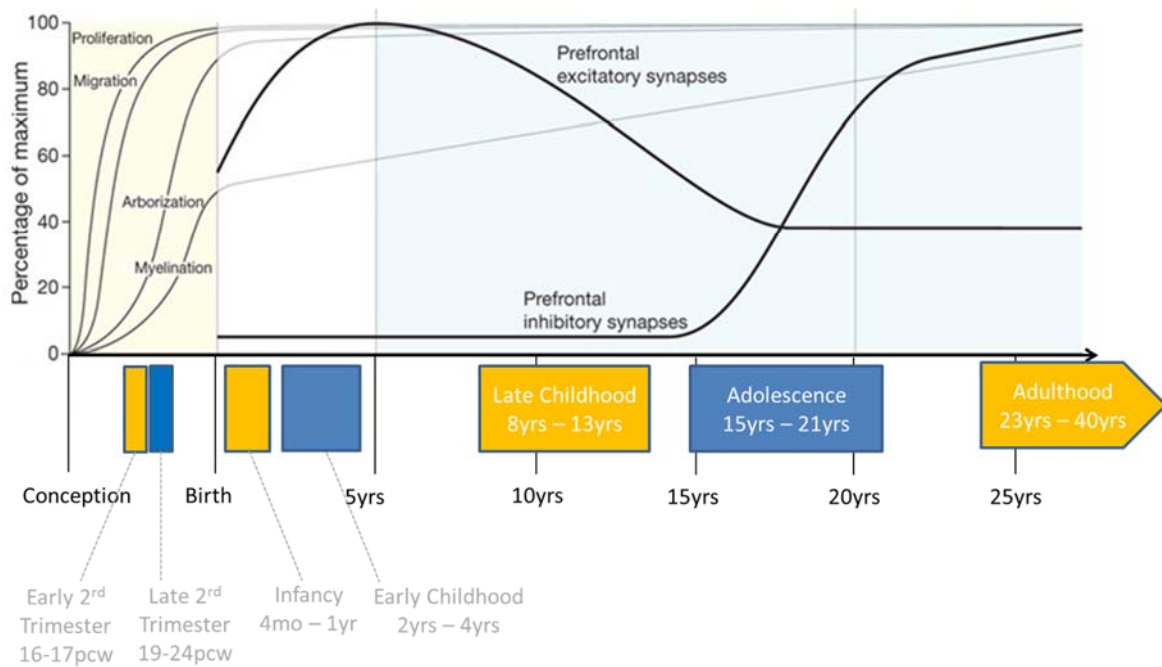 100
80
60
40
20
0
Percentage of maximum
Proliferation
Migration
Arborization
Myelination
Prefrontal
excitatory synapses
Prefrontal
inhibitory synapses
Late Childhood
8yrs – 13yrs
Adolescence
15yrs – 21yrs
Adulthood
23yrs – 40yrs
Conception
Birth
5yrs
10yrs
15yrs
20yrs
25yrs
Early 2rd
Trimester
16-17pcw
Late 2rd
Trimester
19-24pcw
Infancy
4mo – 1yr
Early Childhood
2yrs – 4yrs